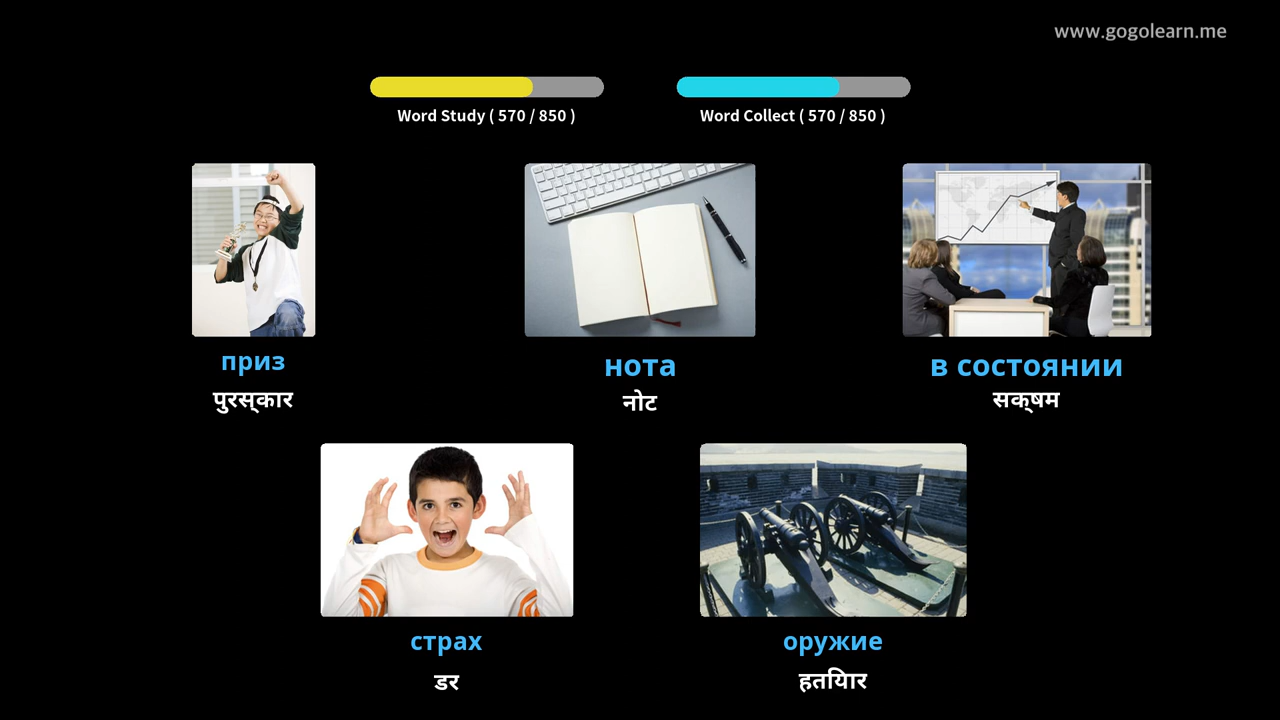 www.gogolearn.me
Word Study ( 570 / 850 )
Word Collect ( 570 / 850 )
приз
पुरस्कार
нота
नोट
в состоянии
सक्षम
страх
डर
оружие
हतियािर